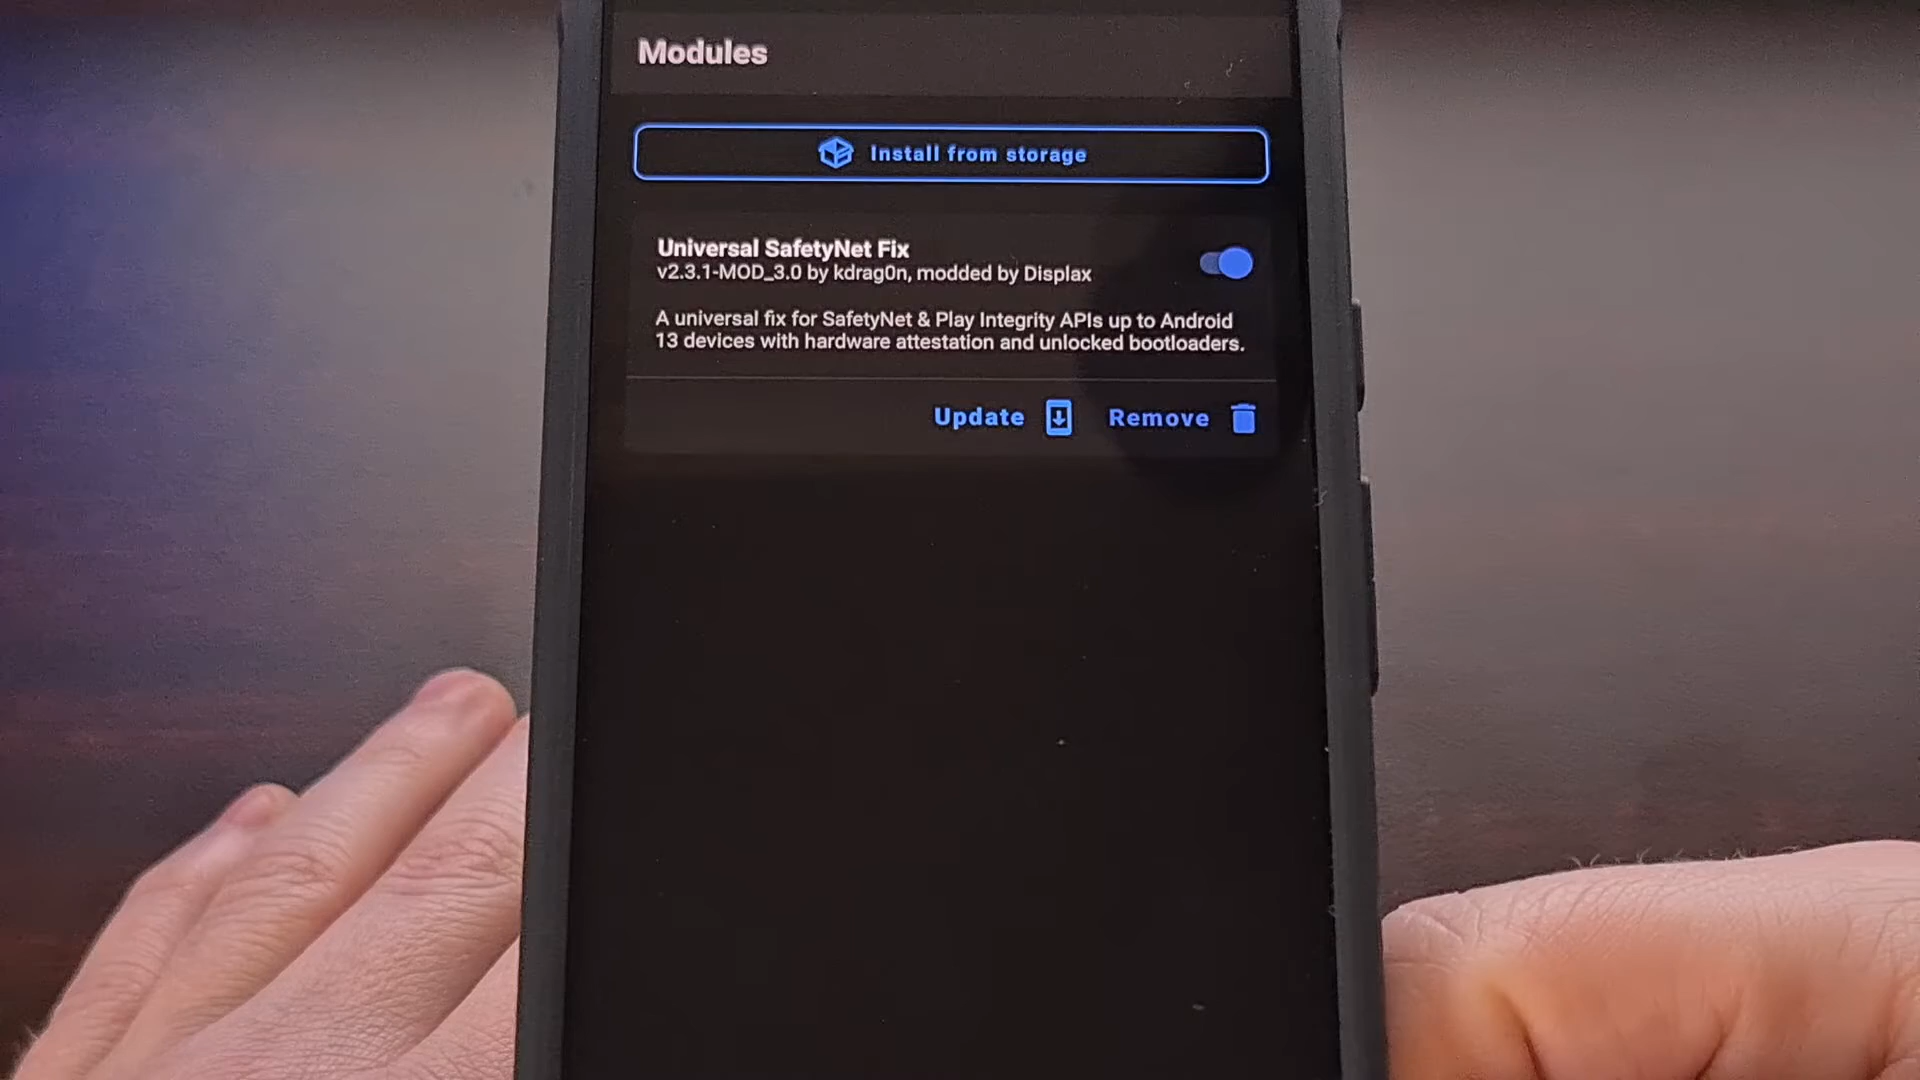 Modules
Install from storage
Universal SafetyNet Fix
v2.3.1-MOD_3.0 by kdrag0n, modded by Displax
A universal fix for SafetyNet & Play Integrity APIs up to Android
13 devices with hardware attestation and unlocked bootloaders.
Update Remove